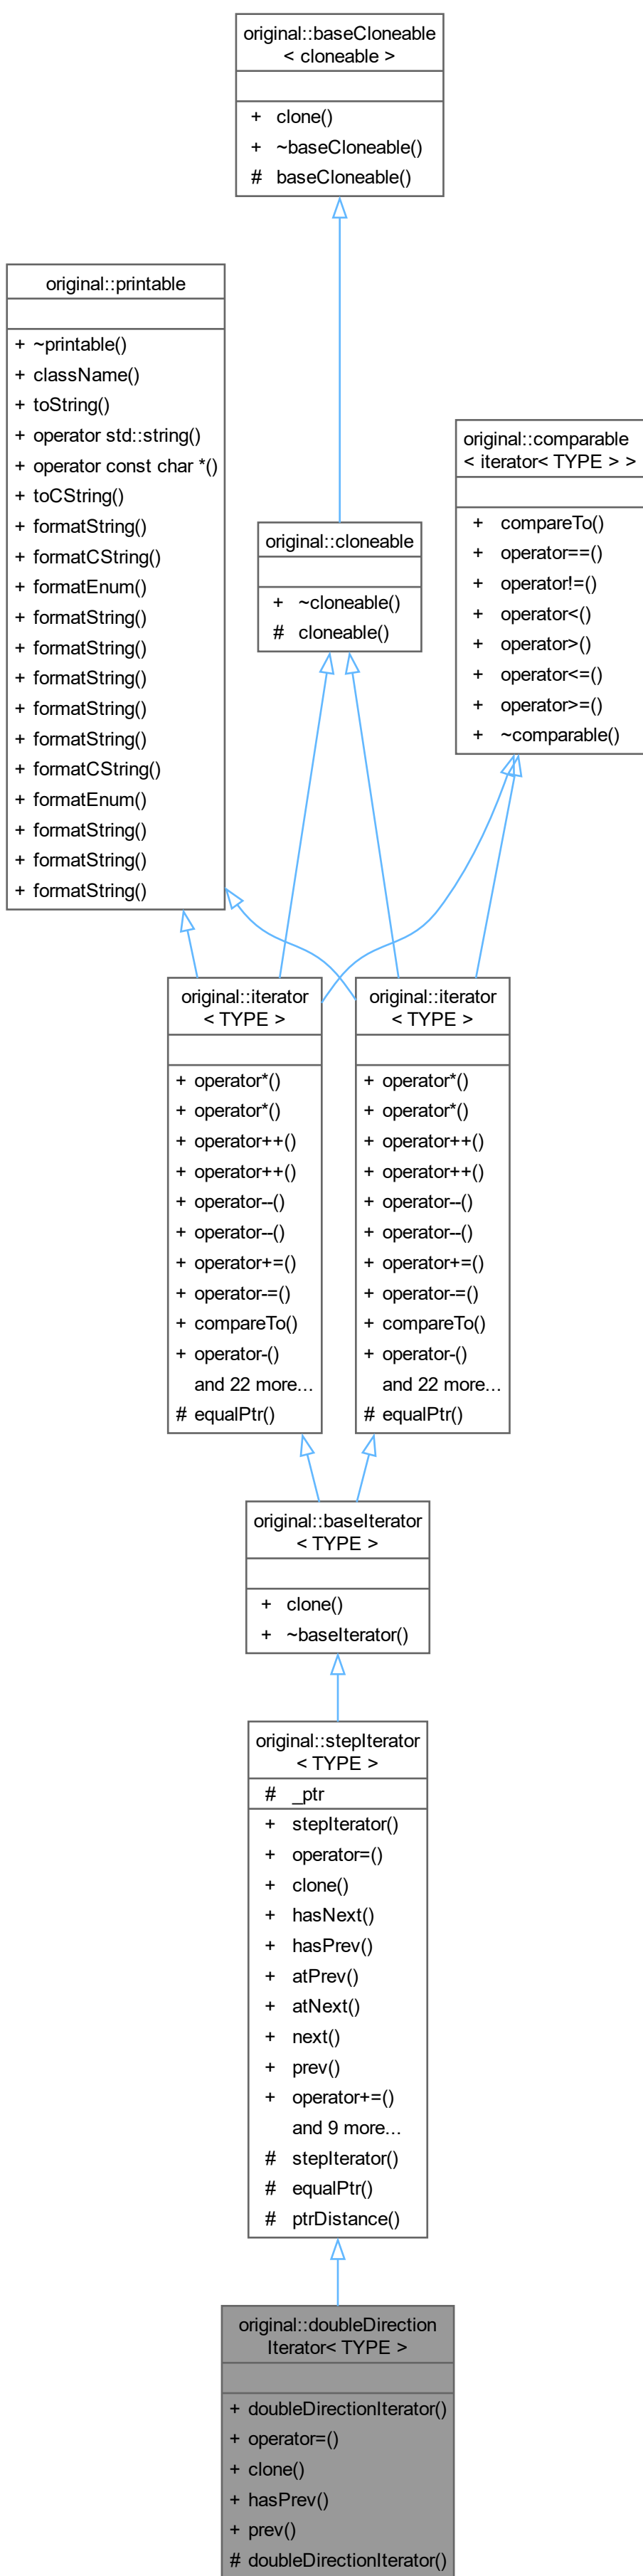 original::baseCloneable
< cloneable >
+ clone()
+ ~baseCloneable()
# baseCloneable()
original::printable
+ ~printable()
+ className()
+ toString()
+ operator std::string()
+ operator const char *()
+ toCString()
+ formatString()
+ formatCString()
+ formatEnum()
+ formatString()
+ formatString()
+ formatString()
+ formatString()
+ formatString()
+ formatCString()
+ formatEnum()
+ formatString()
+ formatString()
+ formatString()
original::comparable
< iterator< TYPE > >
+ compareTo()
+ operator==()
+ operator!=()
+ operator<()
+ operator>()
+ operator<=()
+ operator>=()
+ ~comparable()
original::cloneable
+ ~cloneable()
# cloneable()
original::iterator
< TYPE >
+ operator*()
+ operator*()
+ operator++()
+ operator++()
+ operator--()
+ operator--()
+ operator+=()
+ operator-=()
+ compareTo()
+ operator-()
and 22 more...
# equalPtr()
original::iterator
< TYPE >
+ operator*()
+ operator*()
+ operator++()
+ operator++()
+ operator--()
+ operator--()
+ operator+=()
+ operator-=()
+ compareTo()
+ operator-()
and 22 more...
# equalPtr()
original::baseIterator
< TYPE >
+ clone()
+ ~baseIterator()
original::stepIterator
< TYPE >
# _ptr
+ stepIterator()
+ operator=()
+ clone()
+ hasNext()
+ hasPrev()
+ atPrev()
+ atNext()
+ next()
+ prev()
+ operator+=()
and 9 more...
# stepIterator()
# equalPtr()
# ptrDistance()
original::doubleDirection
Iterator< TYPE >
+ doubleDirectionIterator()
+ operator=()
+ clone()
+ hasPrev()
+ prev()
# doubleDirectionIterator()